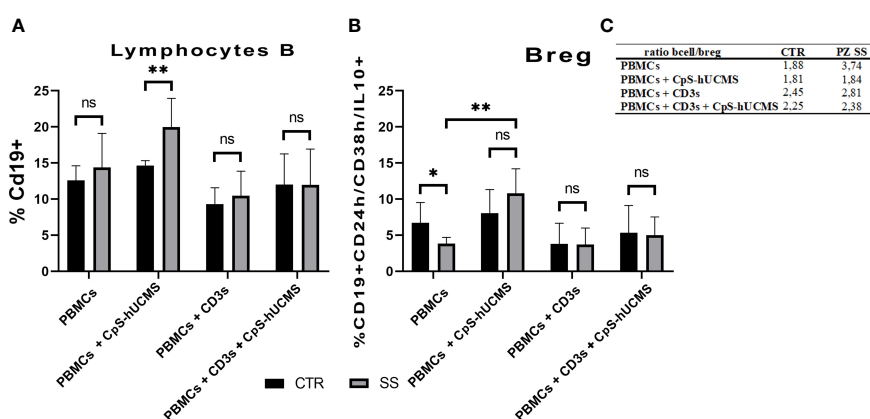 A
Lymphocytes B
% Cd19+
25
20
15
10
5
0
ns
**
ns
ns
PBMCs
PBMCs + CpS-hUCMS
PBMCs + CD3s
PBMCs + CD3s + CpS-hUCMS
B
Breg
%CD19+CD24h/CD38h/IL10+
25
20
15
10
5
0
*
**
ns
ns
ns
PBMCs
PBMCs + CpS-hUCMS
PBMCs + CD3s
PBMCs + CD3s + CpS-hUCMS
CTR SS
C
ratio bcell/breg CTR PZ SS
PBMCs 1,88 3,74
PBMCs + CpS-hUCMS 1,81 1,84
PBMCs + CD3s 2,45 2,81
PBMCs + CD3s + CpS-hUCMS 2,25 2,38